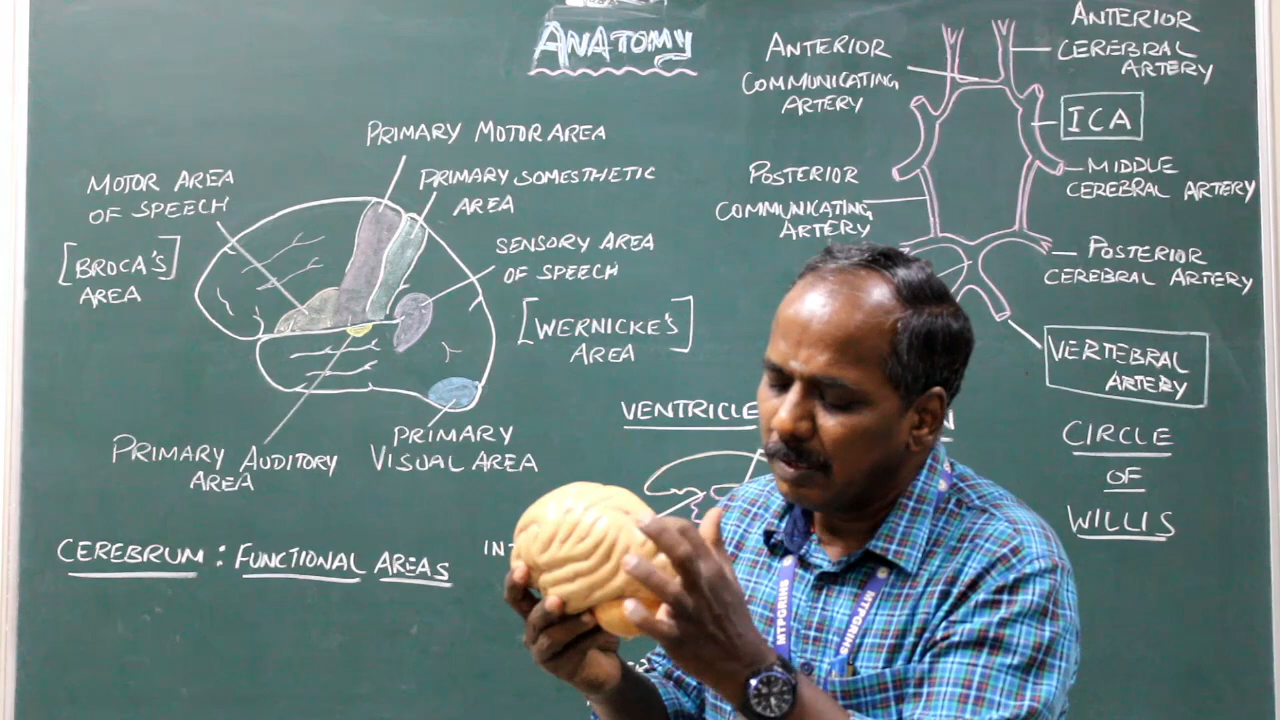 ANATOMY
PRIMARY MOTOR AREA
MOTOR AREA
OF SPEECH
[BROCA'S]
AREA
PRIMARY SOMESTHETIC
AREA
SENSORY AREA
OF SPEECH
[WERNICKE'S]
AREA
PRIMARY AUDITORY
AREA
PRIMARY
VISUAL AREA
CEREBRUM : FUNCTIONAL AREAS
ANTERIOR
COMMUNICATING
ARTERY
ANTERIOR
CEREBRAL
ARTERY
ICA
MIDDLE
CEREBRAL ARTERY
POSTERIOR
COMMUNICATING
ARTERY
POSTERIOR
CEREBRAL ARTERY
VERTEBRAL
ARTERY
CIRCLE
OF
WILLIS
VENTRICLE
MTPGRIHS
MTPGRIHS